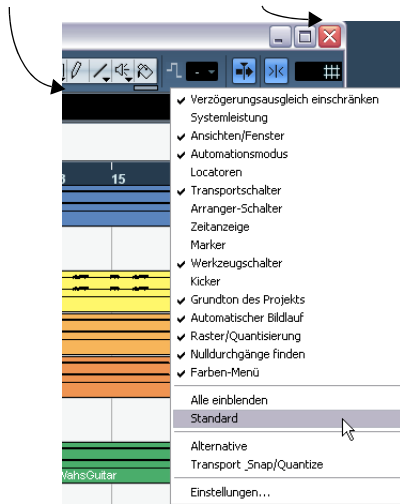 15
Verzögerungsausgleich einschränken
Systemleistung
Ansichten/Fenster
Automationsmodus
Locatoren
Transportschalter
Arranger-Schalter
Zeitanzeige
Marker
Werkzeugschalter
Kicker
Grundton des Projekts
Automatischer Bildlauf
Raster/Quantisierung
Nulldurchgänge finden
Farben-Menü
Alle einblenden
Standard
Alternative
Transport_Snap/Quantize
WahsGuitar
Einstellungen...